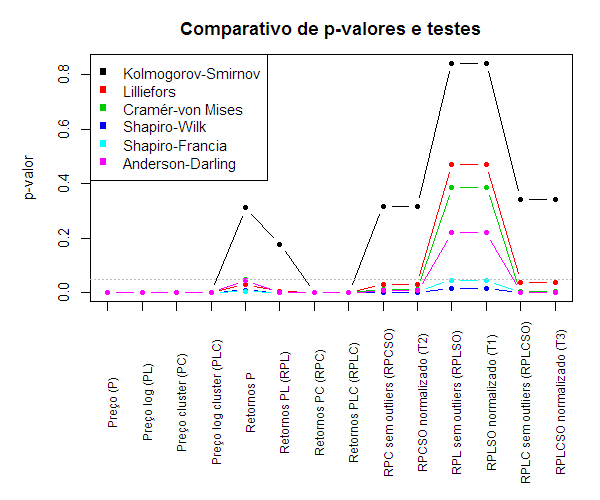 Comparativo de p-valores e testes
p-valor
0.8
0.6
0.4
0.2
0.0
Kolmogorov-Smirnov
Lilliefors
Cramér-von Mises
Shapiro-Wilk
Shapiro-Francia
Anderson-Darling
Preço (P)
Preço log (PL)
Preço cluster (PC)
Preço log cluster (PLC)
Retornos P
Retornos PL (RPL)
Retornos PC (RPC)
Retornos PLC (RPLC)
RPC sem outliers (RPCSO)
RPCSO normalizado (T2)
RPL sem outliers (RPLSO)
RPLSO normalizado (T1)
RPLC sem outliers (RPLCSO)
RPLCSO normalizado (T3)